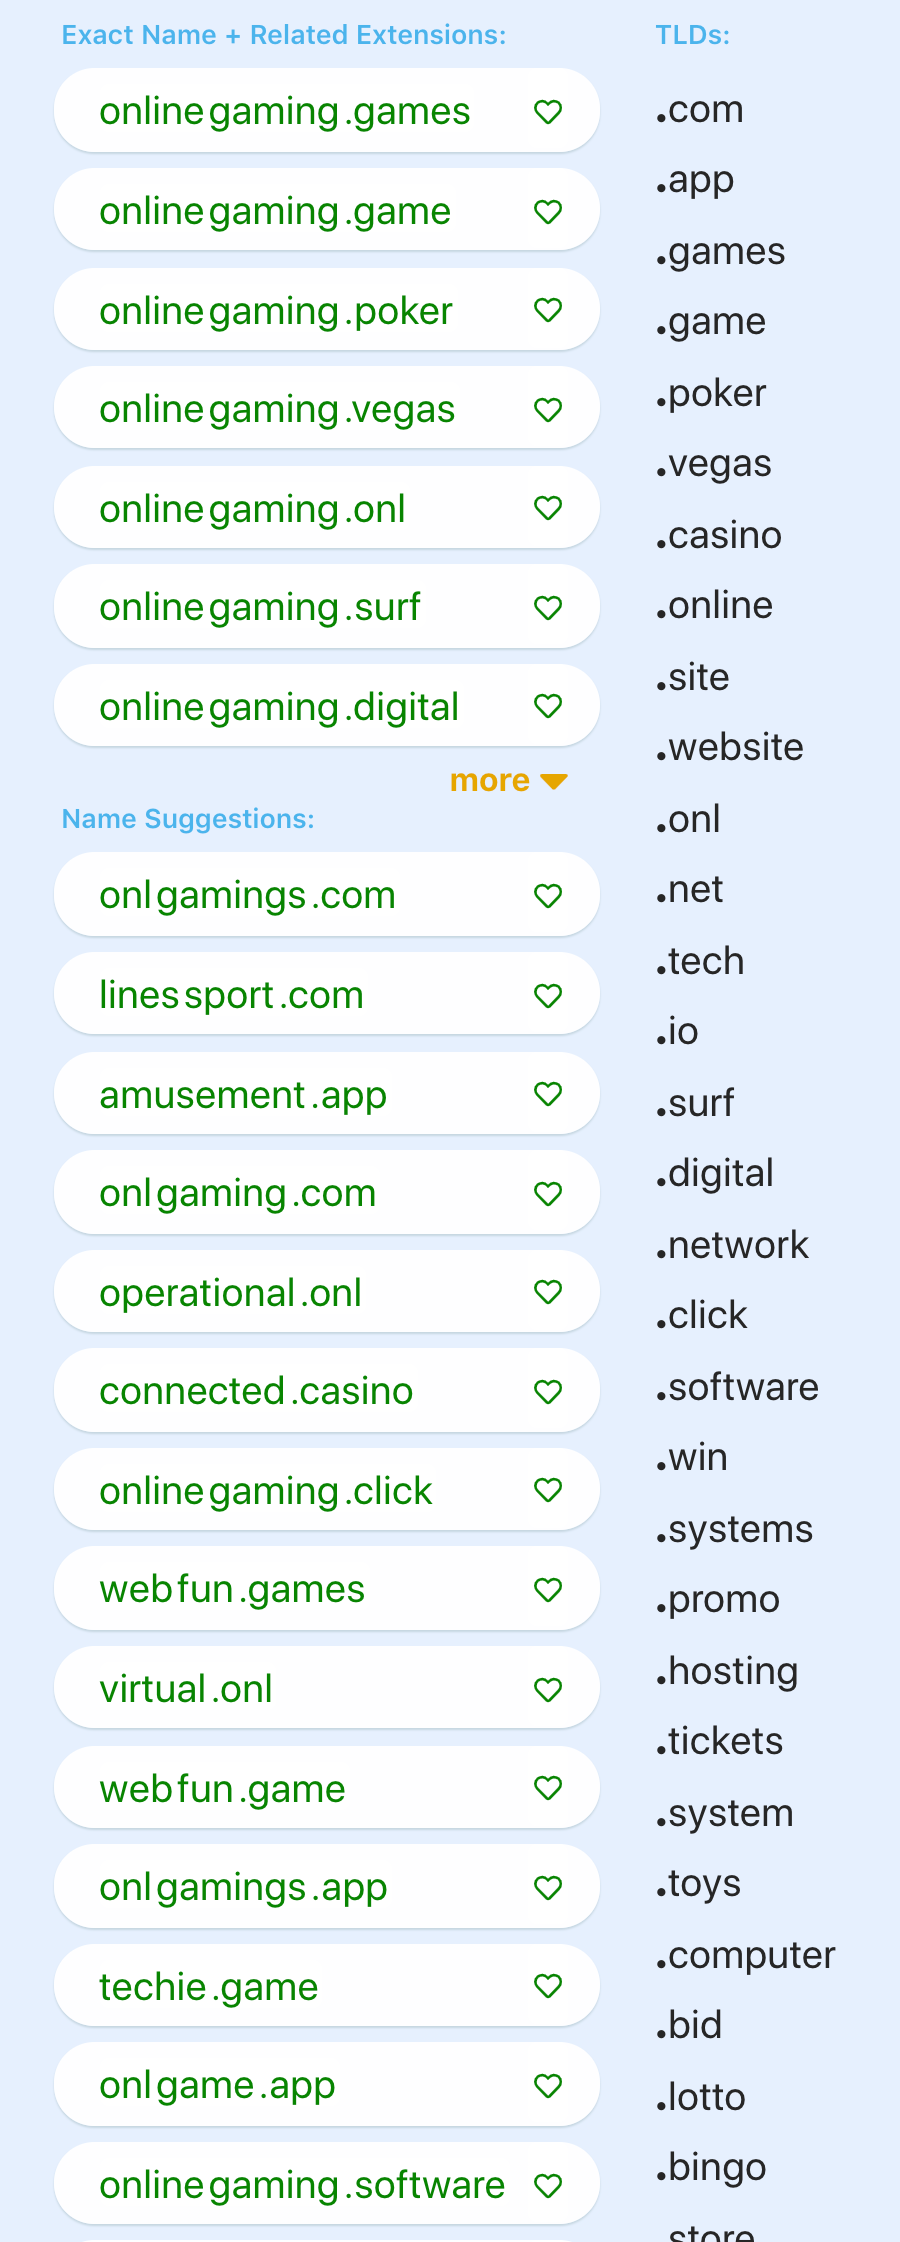 Exact Name + Related Extensions:
onlinegaming.games
onlinegaming.game
onlinegaming.poker
onlinegaming.vegas
onlinegaming.onl
onlinegaming.surf
onlinegaming.digital
more
Name Suggestions:
onlgamings.com
linessport.com
amusement.app
onlgaming.com
operational.onl
connected.casino
onlinegaming.click
webfun.games
virtual.onl
webfun.game
onlgamings.app
techie.game
onlgame.app
onlinegaming.software
TLDs:
.com
.app
.games
.game
.poker
.vegas
.casino
.online
.site
.website
.onl
.net
.tech
.io
.surf
.digital
.network
.click
.software
.win
.systems
.promo
.hosting
.tickets
.system
.toys
.computer
.bid
.lotto
.bingo
.store